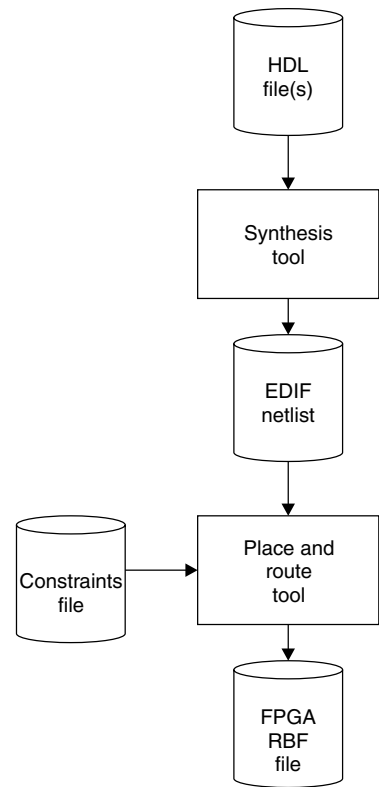 HDL
file(s)
Synthesis
tool
EDIF
netlist
Constraints
file
Place and
route
tool
FPGA
RBF
file